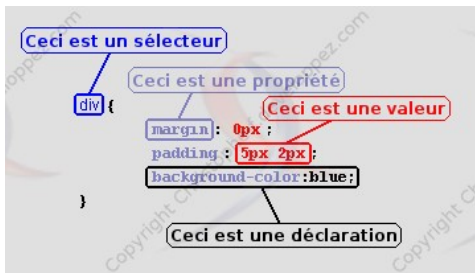 Ceci est un sélecteur
Ceci est une propriété
Ceci est une valeur
div {
margin : 0px ;
padding : 5px 2px ;
background-color:blue;
}
Ceci est une déclaration